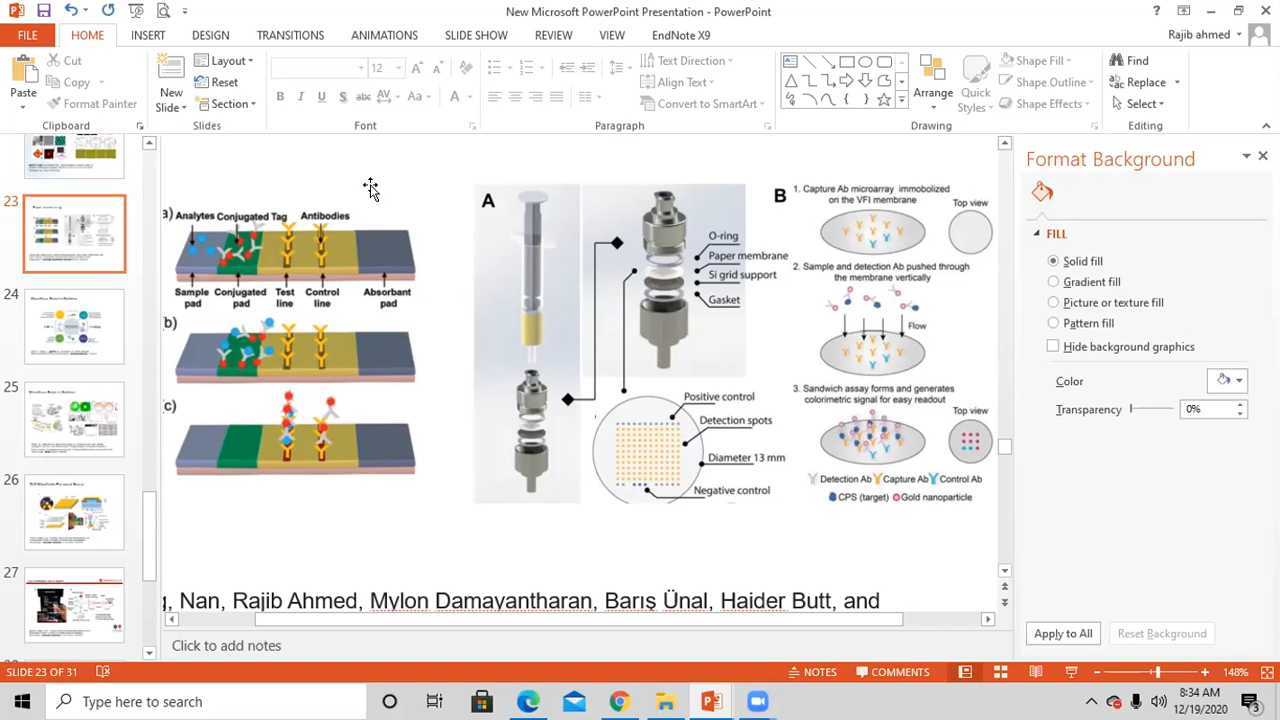 New Microsoft PowerPoint Presentation - PowerPoint
FILE HOME INSERT DESIGN TRANSITIONS ANIMATIONS SLIDE SHOW REVIEW VIEW EndNote X9
Rajib ahmed
Paste
Cut
Copy
Format Painter
Clipboard
New Slide
Layout
Reset
Section
Slides
12
B I U S abc AV Aa A
Font
Text Direction
Align Text
Convert to SmartArt
Paragraph
Arrange
Quick Styles
Shape Fill
Shape Outline
Shape Effects
Drawing
Find
Replace
Select
Editing
23
24
25
26
27
a) Analytes Conjugated Tag Antibodies
Sample pad
Conjugated pad
Test line
Control line
Absorbant pad
b)
(c)
A
O-ring
Paper membrane
Si grid support
Gasket
Positive control
Detection spots
Diameter 13 mm
Negative control
B
1. Capture Ab microarray immobolized
on the VFI membrane
Top view
2. Sample and detection Ab pushed through
the membrane vertically
Flow
3. Sandwich assay forms and generates
colorimetric signal for easy readout
Top view
Detection Ab Capture Ab Control Ab
CPS (target) Gold nanoparticle
, Nan, Rajib Ahmed, Mylon Damayantharan, Barış Ünal, Haider Butt, and
Click to add notes
Format Background
FILL
Solid fill
Gradient fill
Picture or texture fill
Pattern fill
Hide background graphics
Color
Transparency 0%
Apply to All Reset Background
SLIDE 23 OF 31
NOTES COMMENTS 148%
Type here to search
8:34 AM
12/19/2020
3